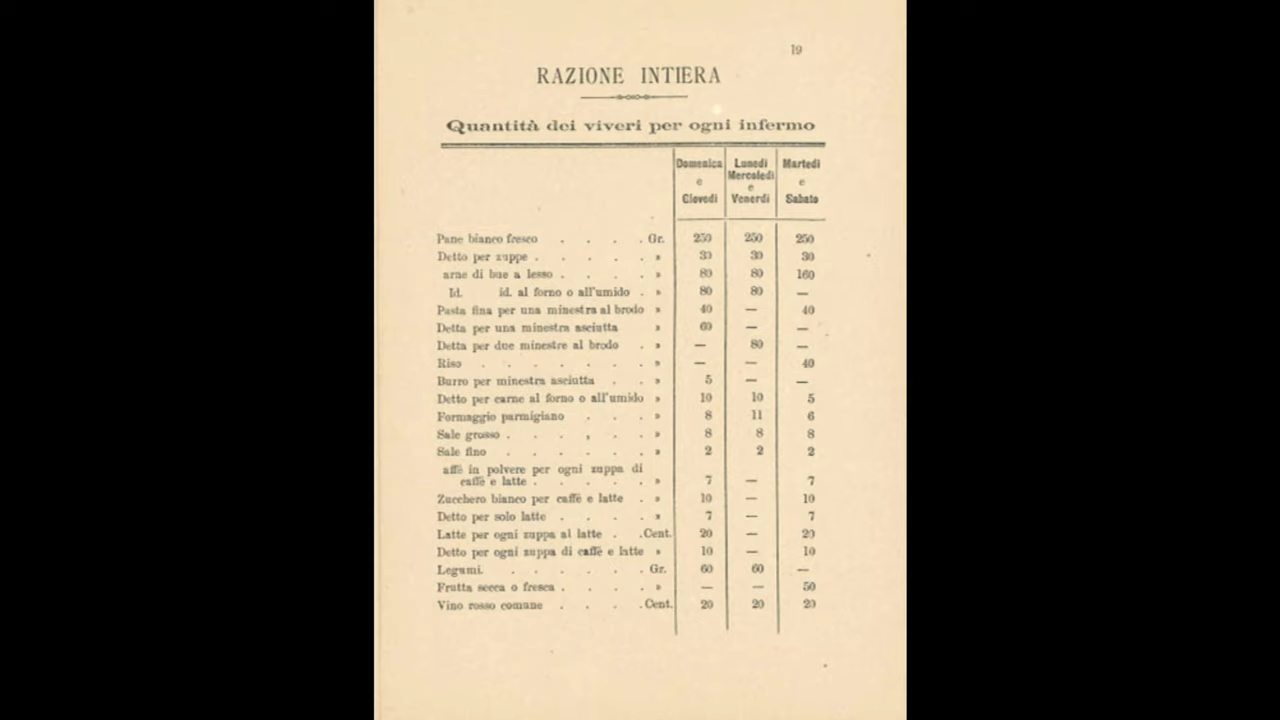 19
RAZIONE INTIERA
Quantità dei viveri per ogni infermo
Domenica e Giovedi Lunedi Mercoledi e Venerdi Martedi e Sabato
Pane bianco fresco . . . . Gr. 250 250 250
Detto per zuppe . . . . . » 30 30 30
arne di bue a lesso . . . . » 80 80 160
Id. id. al forno o all'umido . » 80 80 —
Pasta fina per una minestra al brodo » 40 — 40
Detta per una minestra asciutta » 60 — —
Detta per due minestre al brodo . » — 80 —
Riso . . . . . . . » — — 40
Burro per minestra asciutta . . » 5 — —
Detto per carne al forno o all'umido » 10 10 5
Formaggio parmigiano . . . » 8 11 6
Sale grosso . . . . . » 8 8 8
Sale fino . . . . . » 2 2 2
affè in polvere per ogni zuppa di
caffè e latte . . . . . » 7 — 7
Zucchero bianco per caffè e latte . » 10 — 10
Detto per solo latte . . . . » 7 — 7
Latte per ogni zuppa al latte . . Cent. 20 — 20
Detto per ogni zuppa di caffè e latte » 10 — 10
Legumi. . . . . . . Gr. 60 60 —
Frutta secca o fresca . . . . » — — 50
Vino rosso comune . . . . Cent. 20 20 20